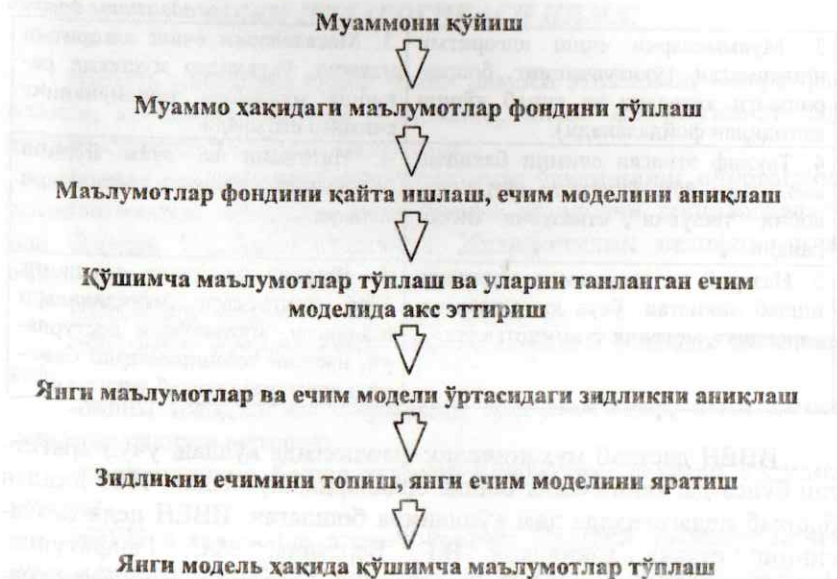 Муаммони қўйиш
Муаммо хақидаги маълумотлар фондини тўплаш
Маълумотлар фондини қайта ишлаш, ечим моделини аниқлаш
Қўшимча маълумотлар тўплаш ва уларни танланган ечим
моделида акс эттириш
Янги маълумотлар ва ечим модели ўртасидаги зидликни аниқлаш
Зидликни ечимини топиш, янги ечим моделини яратиш
Янги модель ҳақида қўшимча маълумотлар тўплаш